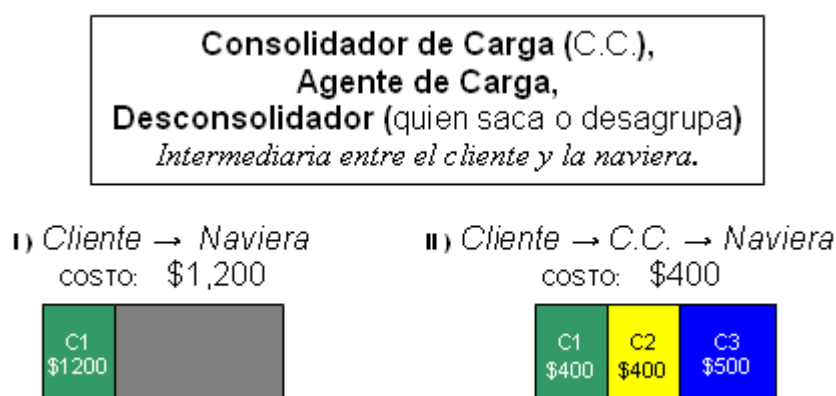 Consolidador de Carga (C.C.),
Agente de Carga,
Desconsolidador (quien saca o desagrupa)
Intermediaria entre el cliente y la naviera.
I) Cliente → Naviera
COSTO: $1,200
C1
$1200
II) Cliente → C.C. → Naviera
COSTO: $400
C1
$400
C2
$400
C3
$500